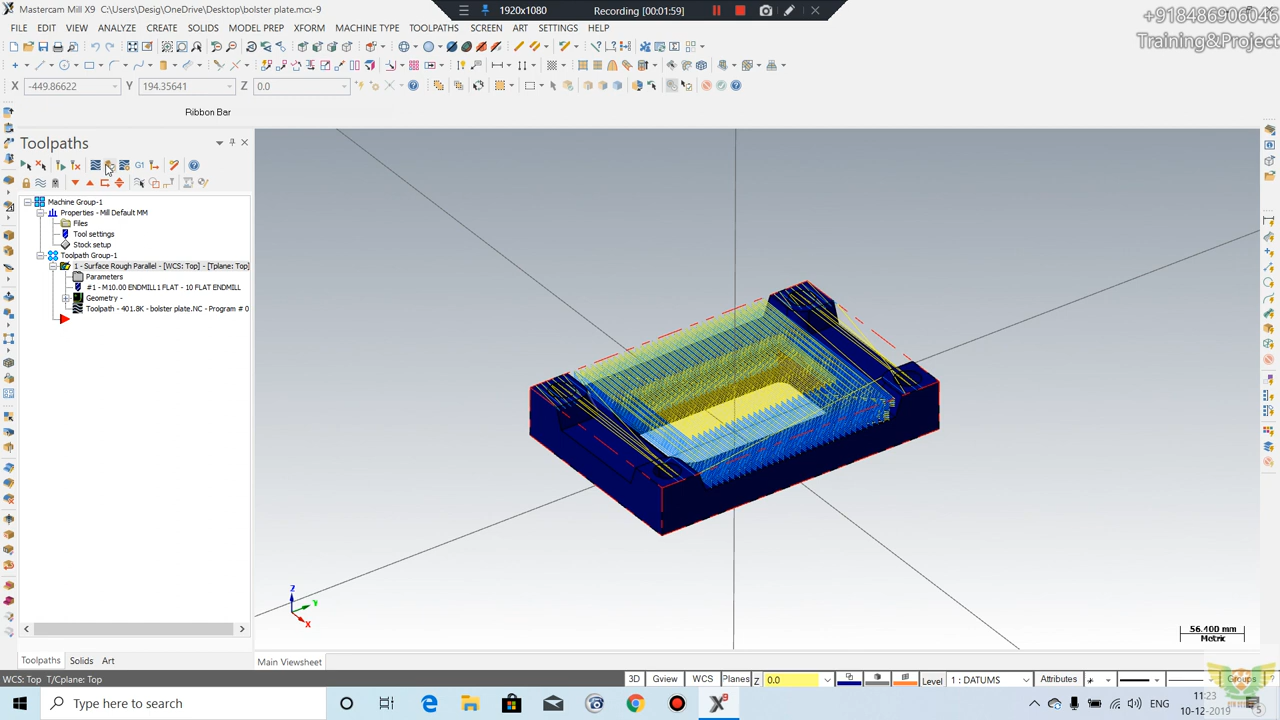 Mastercam Mill X9  C:\Users\Desig\OneDrive\Desktop\bolster plate.mcx-9
1920x1080
Recording [00:01:59]
+918486906046
Training&Project
FILE EDIT VIEW ANALYZE CREATE SOLIDS MODEL PREP XFORM MACHINE TYPE TOOLPATHS SCREEN ART SETTINGS HELP
X -449.86622 Y 194.35641 Z 0.0
Ribbon Bar
Toolpaths
G1
Machine Group-1
Properties - Mill Default MM
Files
Tool settings
Stock setup
Toolpath Group-1
1 - Surface Rough Parallel - [WCS: Top] - [Tplane: Top]
Parameters
#1 - M10.00 ENDMILL1 FLAT - 10 FLAT ENDMILL
Geometry -
Toolpath - 401.8K - bolster plate.NC - Program # 0
Z
Y
X
56.100 mm
Metric
Toolpaths Solids Art
Main Viewsheet
WCS: Top T/Cplane: Top
3D Gview WCS Planes Z 0.0 Level 1 : DATUMS Attributes Groups ?
Type here to search
ENG
11:23
10-12-2019